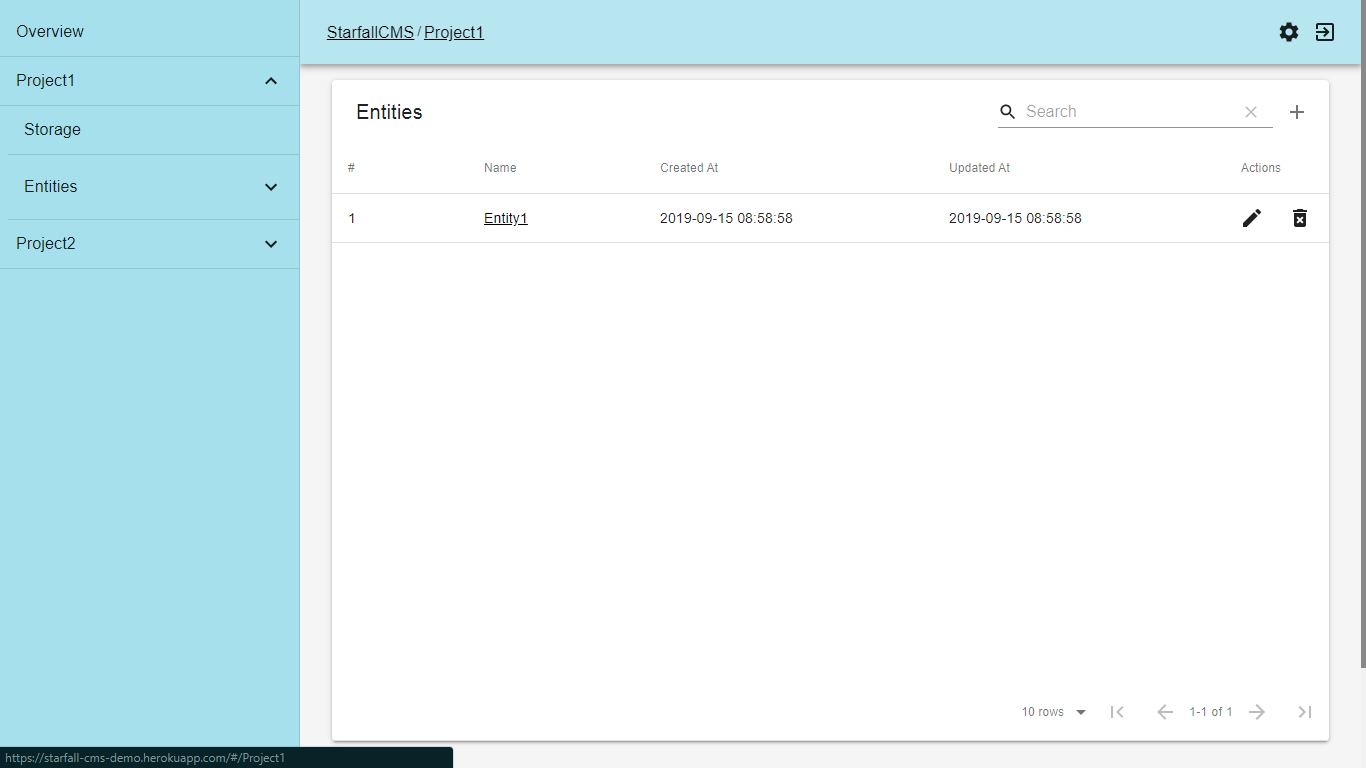 Overview
Project1
Storage
Entities
Project2
StarfallCMS / Project1
Entities
Search
# Name Created At Updated At Actions
1 Entity1 2019-09-15 08:58:58 2019-09-15 08:58:58
10 rows 1-1 of 1
https://starfall-cms-demo.herokuapp.com/#/Project1